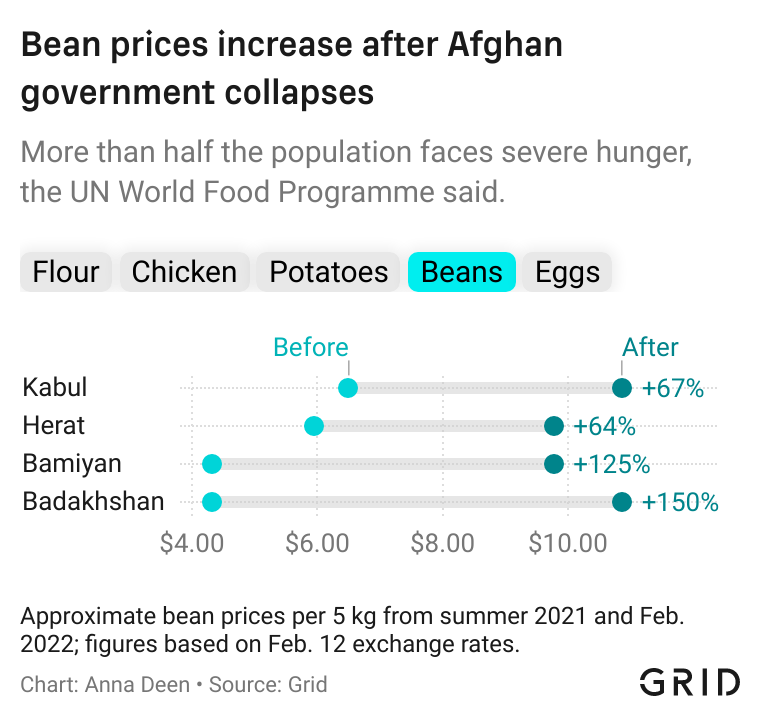 Bean prices increase after Afghan
government collapses
More than half the population faces severe hunger,
the UN World Food Programme said.
Flour Chicken Potatoes Beans Eggs
Before After
Kabul +67%
Herat +64%
Bamiyan +125%
Badakhshan +150%
$4.00 $6.00 $8.00 $10.00
Approximate bean prices per 5 kg from summer 2021 and Feb.
2022; figures based on Feb. 12 exchange rates.
Chart: Anna Deen • Source: Grid
GRID